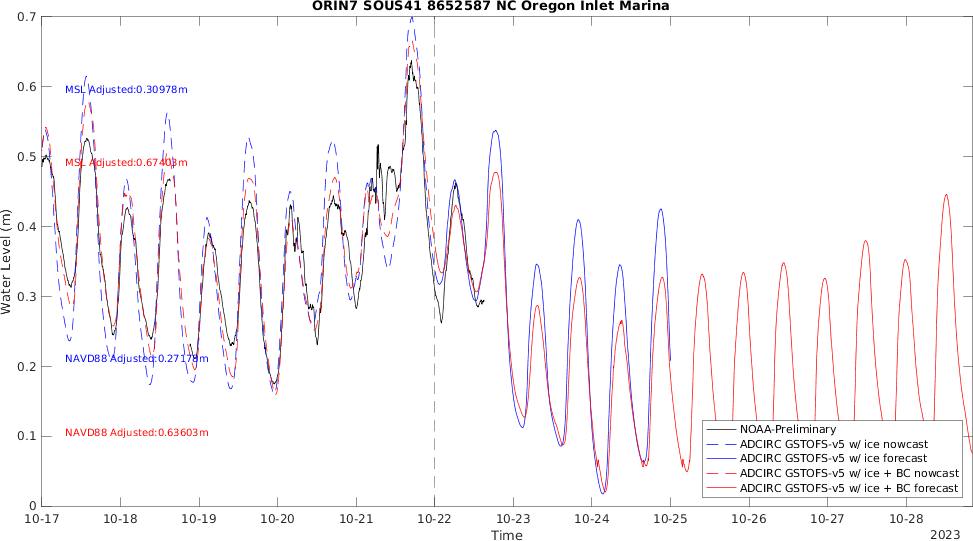 ORIN7 SOUS41 8652587 NC Oregon Inlet Marina
0.7
0.6
0.5
0.4
0.3
0.2
0.1
0
Water Level (m)
MSL Adjusted:0.30978m
MSL Adjusted:0.67403m
NAVD88 Adjusted:0.27179m
NAVD88 Adjusted:0.63603m
NOAA-Preliminary
ADCIRC GSTOFS-v5 w/ ice nowcast
ADCIRC GSTOFS-v5 w/ ice forecast
ADCIRC GSTOFS-v5 w/ ice + BC nowcast
ADCIRC GSTOFS-v5 w/ ice + BC forecast
10-17 10-18 10-19 10-20 10-21 10-22 10-23 10-24 10-25 10-26 10-27 10-28
Time
2023